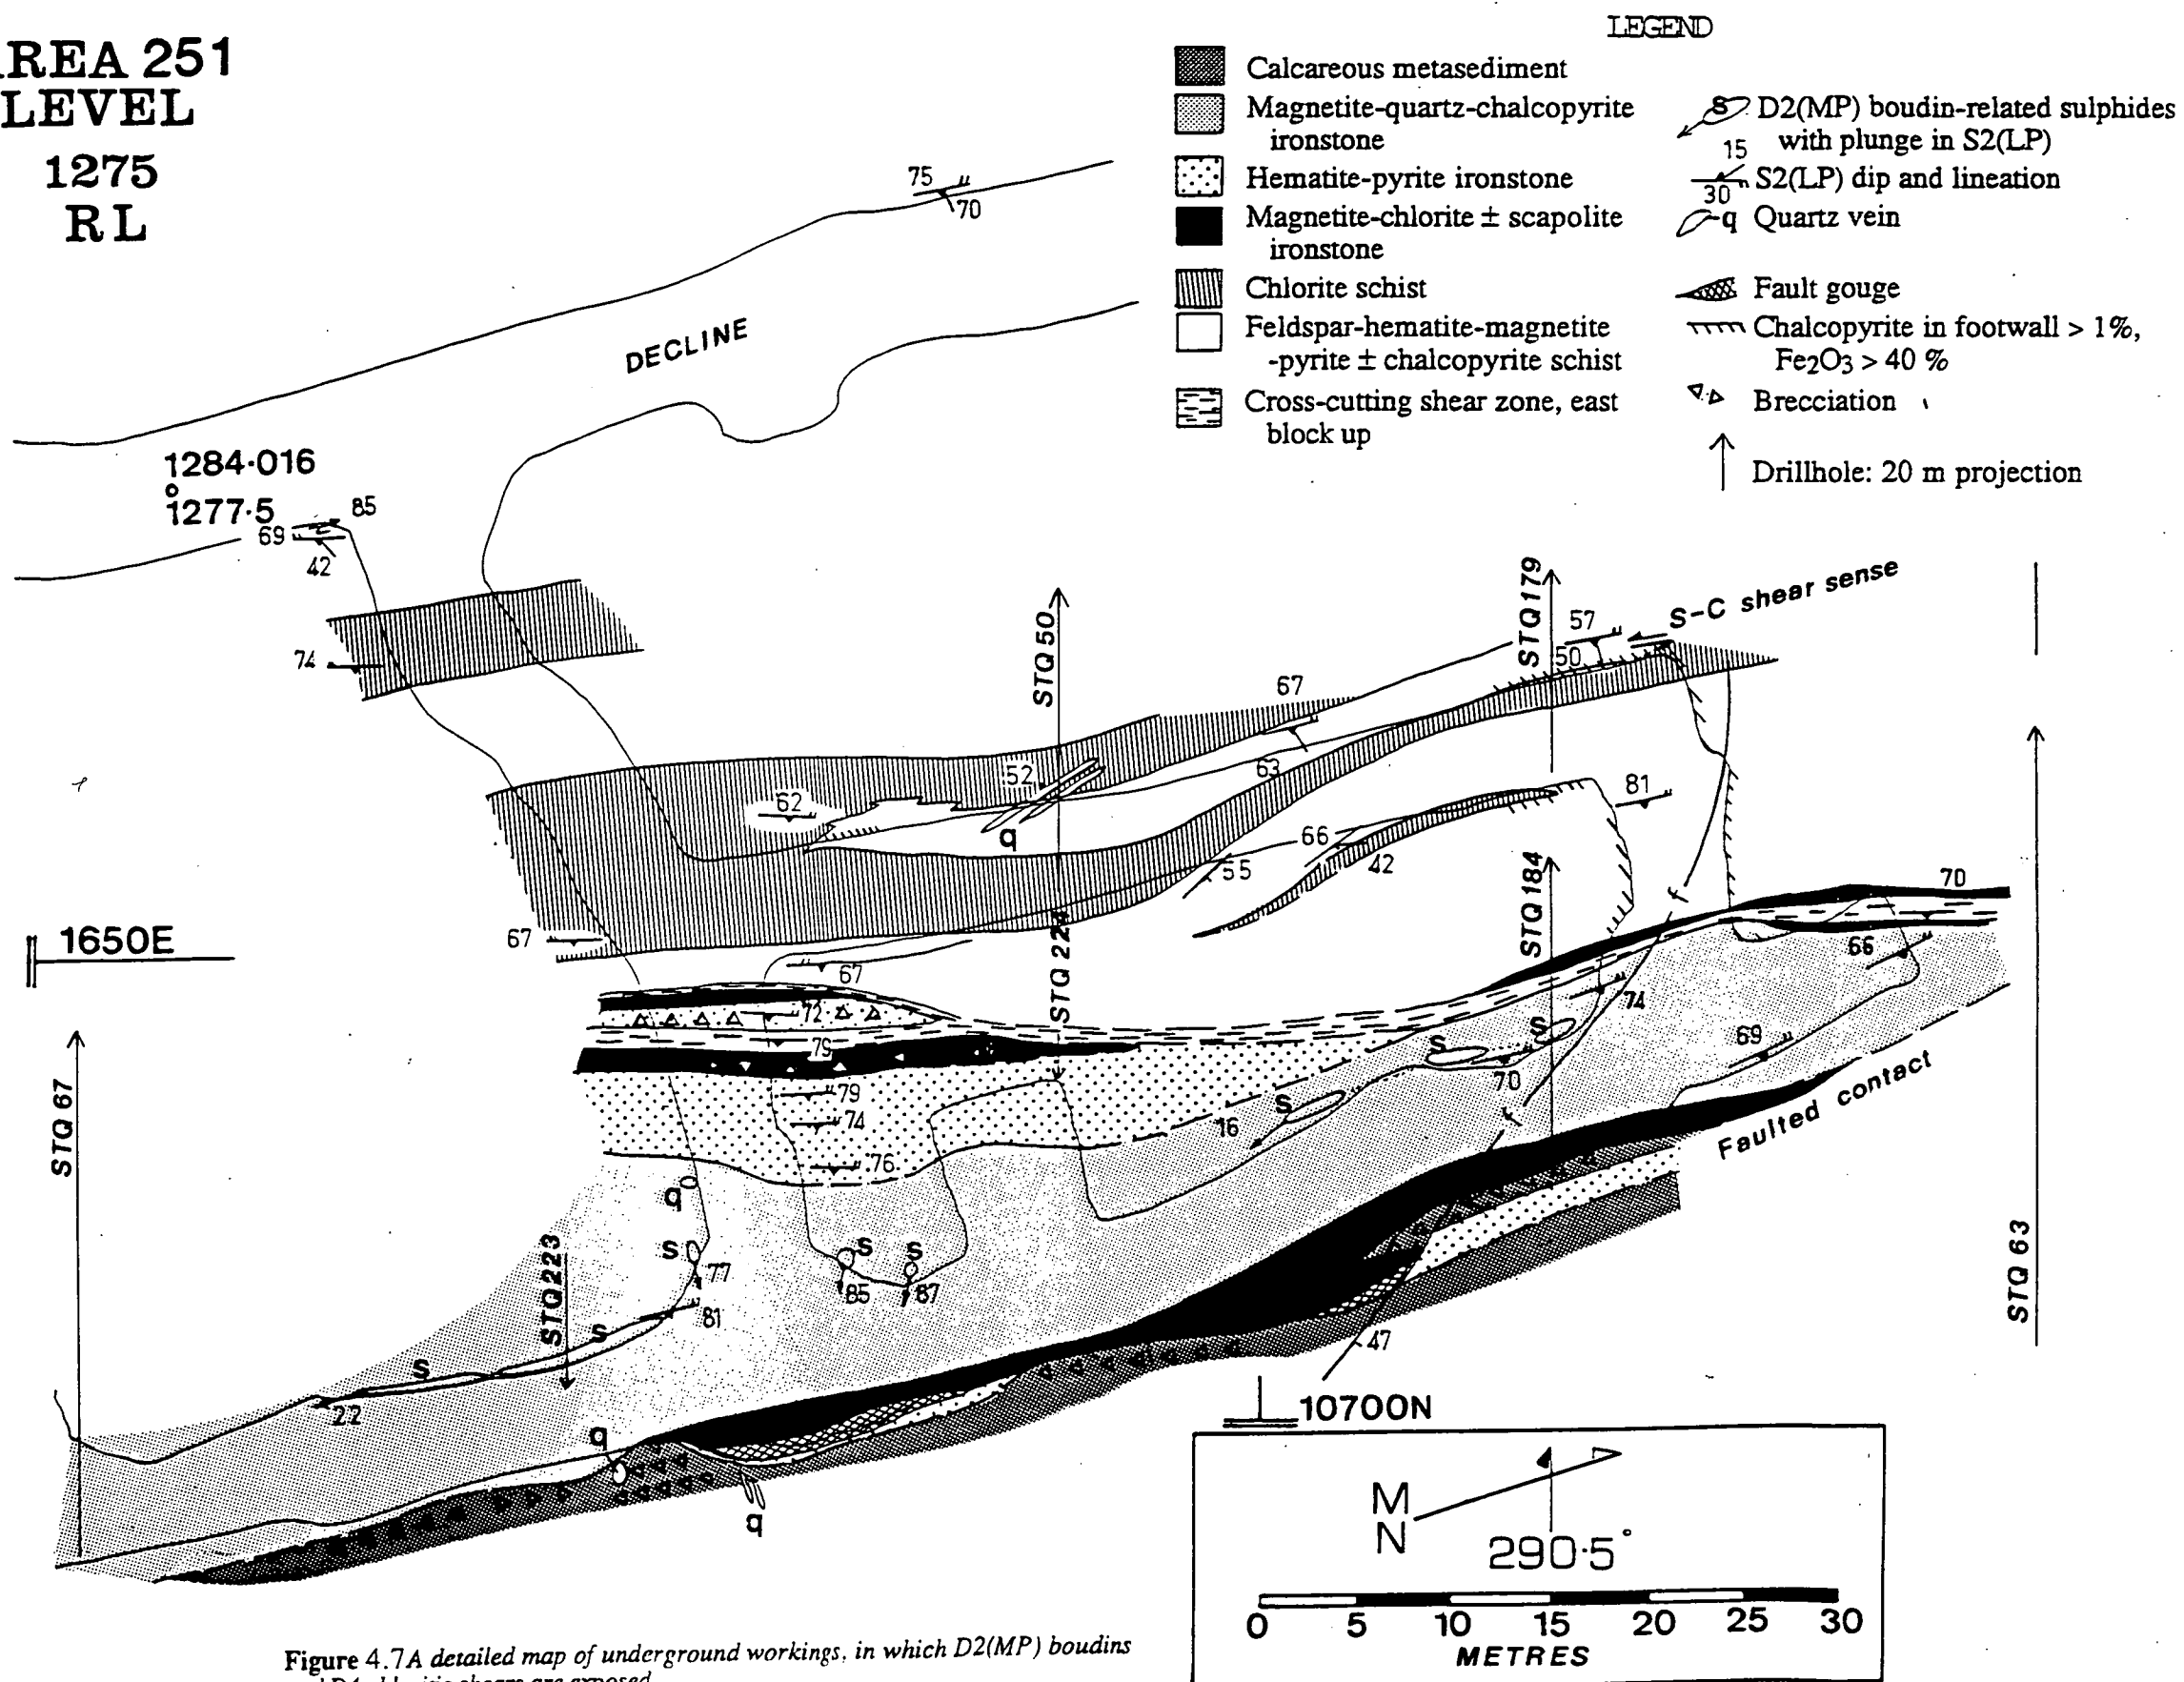 REA 251
LEVEL
1275
RL
LEGEND
Calcareous metasediment
Magnetite-quartz-chalcopyrite
ironstone
Hematite-pyrite ironstone
Magnetite-chlorite ± scapolite
ironstone
Chlorite schist
Feldspar-hematite-magnetite
-pyrite ± chalcopyrite schist
Cross-cutting shear zone, east
block up
S D2(MP) boudin-related sulphides
with plunge in S2(LP)
15
30 S2(LP) dip and lineation
q Quartz vein
Fault gouge
Chalcopyrite in footwall > 1%,
Fe2O3 > 40 %
Brecciation
Drillhole: 20 m projection
75
70
DECLINE
1284·016
1277·5
85
69
42
74
STQ 50
STQ179
57
50
S-C shear sense
67
52
62
63
q
81
66
55
42
STQ 184
f
70
1650E
67
67
STQ 224
66
72
74
79
S
S
69
STQ 67
79
70
74
S
16
f
Faulted contact
76
q
S
77
S
S
85
87
STQ223
81
S
S
22
STQ 63
47
10700N
q
q
M
N
290·5°
0 5 10 15 20 25 30
METRES
Figure 4.7A detailed map of underground workings, in which D2(MP) boudins
shears are exposed